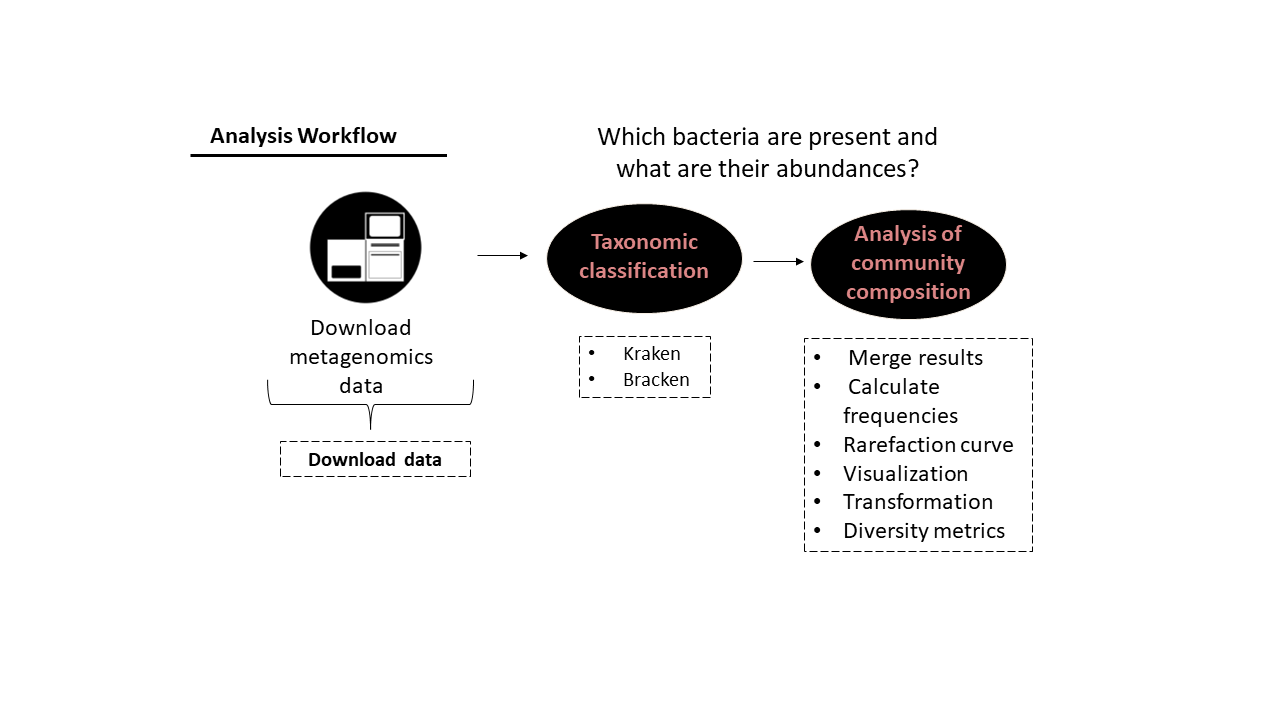 Analysis Workflow
Which bacteria are present and
what are their abundances?
Download
metagenomics
data
Download data
Taxonomic
classification
• Kraken
• Bracken
Analysis of
community
composition
• Merge results
• Calculate
frequencies
• Rarefaction curve
• Visualization
• Transformation
• Diversity metrics